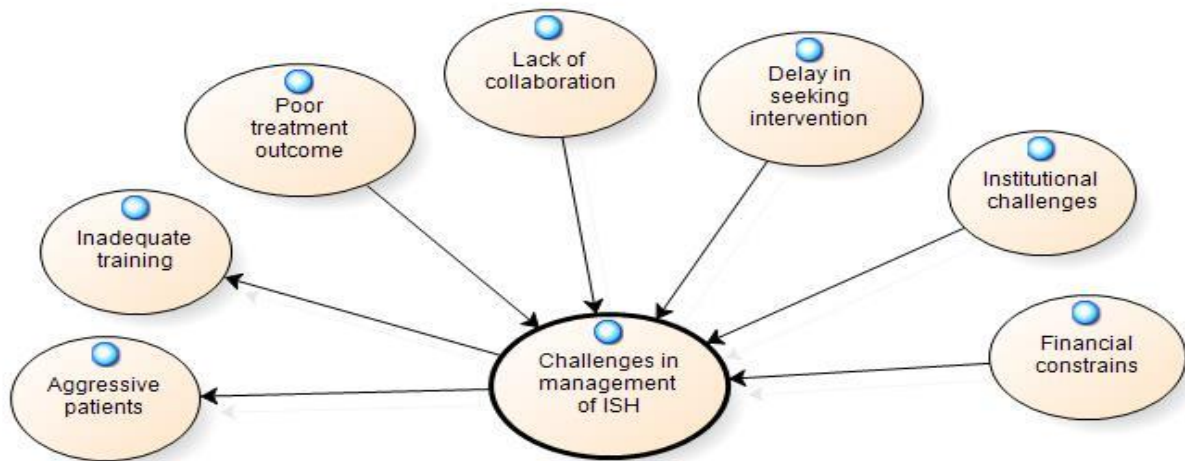 Lack of
collaboration
Delay in
seeking
intervention
Poor
treatment
outcome
Institutional
challenges
Inadequate
training
Financial
constrains
Challenges in
management
of ISH
Aggressive
patients